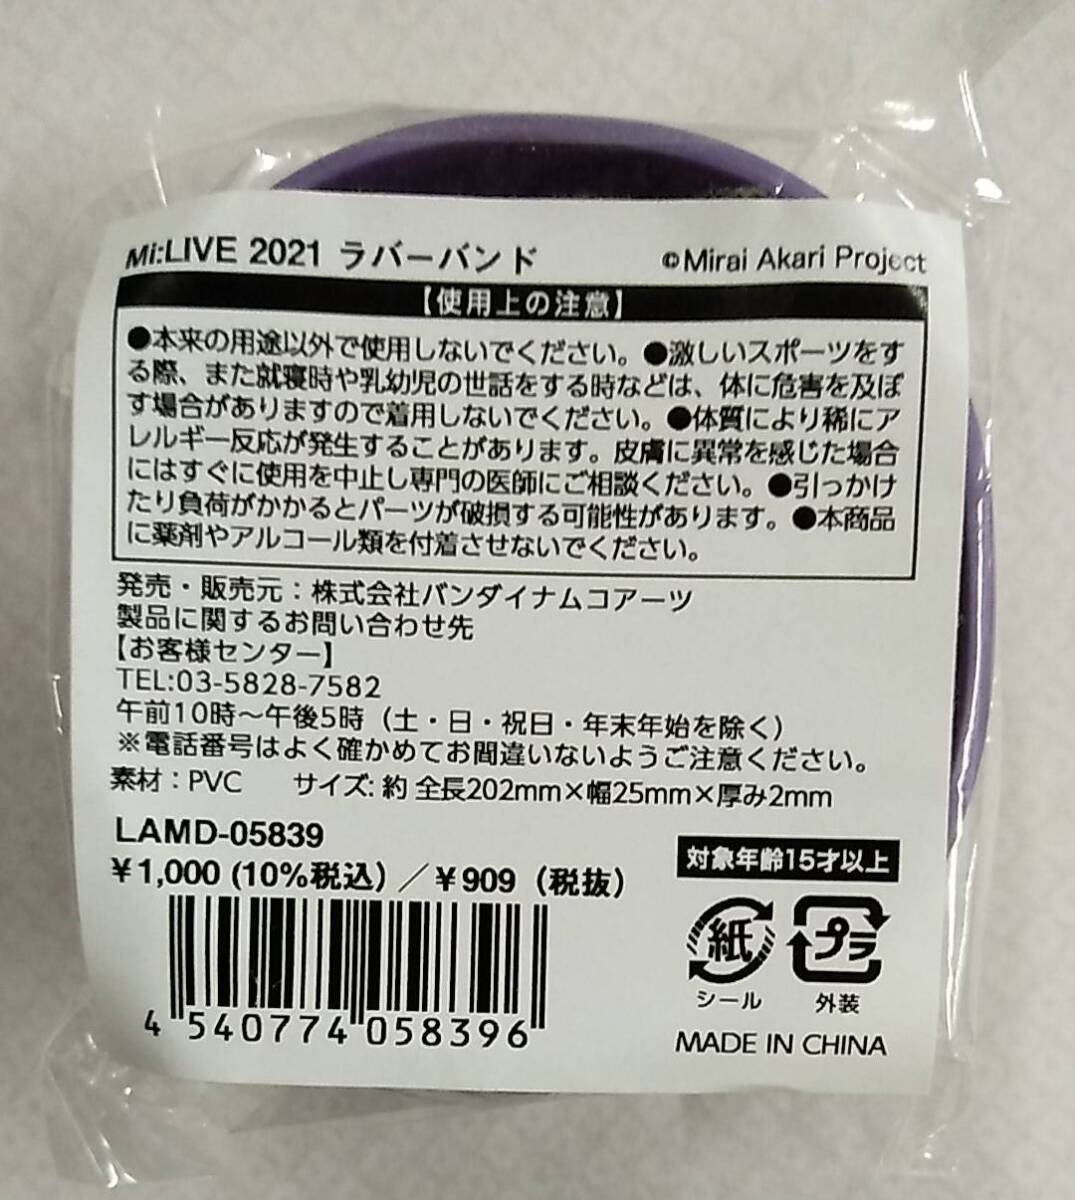 Mi:LIVE 2021 ラバーバンド
©Mirai Akari Project
【使用上の注意】
●本来の用途以外で使用しないでください。●激しいスポーツをす
る際、また就寝時や乳幼児の世話をする時などは、体に危害を及ぼ
す場合がありますので着用しないでください。●体質により稀にア
レルギー反応が発生することがあります。皮膚に異常を感じた場合
にはすぐに使用を中止し専門の医師にご相談ください。●引っかけ
たり負荷がかかるとパーツが破損する可能性があります。●本商品
に薬剤やアルコール類を付着させないでください。
発売・販売元：株式会社バンダイナムコアーツ
製品に関するお問い合わせ先
【お客様センター】
TEL:03-5828-7582
午前10時～午後5時（土・日・祝日・年末年始を除く）
※電話番号はよく確かめてお間違いないようご注意ください。
素材：PVC　サイズ: 約 全長202mm×幅25mm×厚み2mm
LAMD-05839
¥1,000 (10%税込) ／¥909（税抜）
対象年齢15才以上
4 540774 058396
紙
シール
プラ
外装
MADE IN CHINA